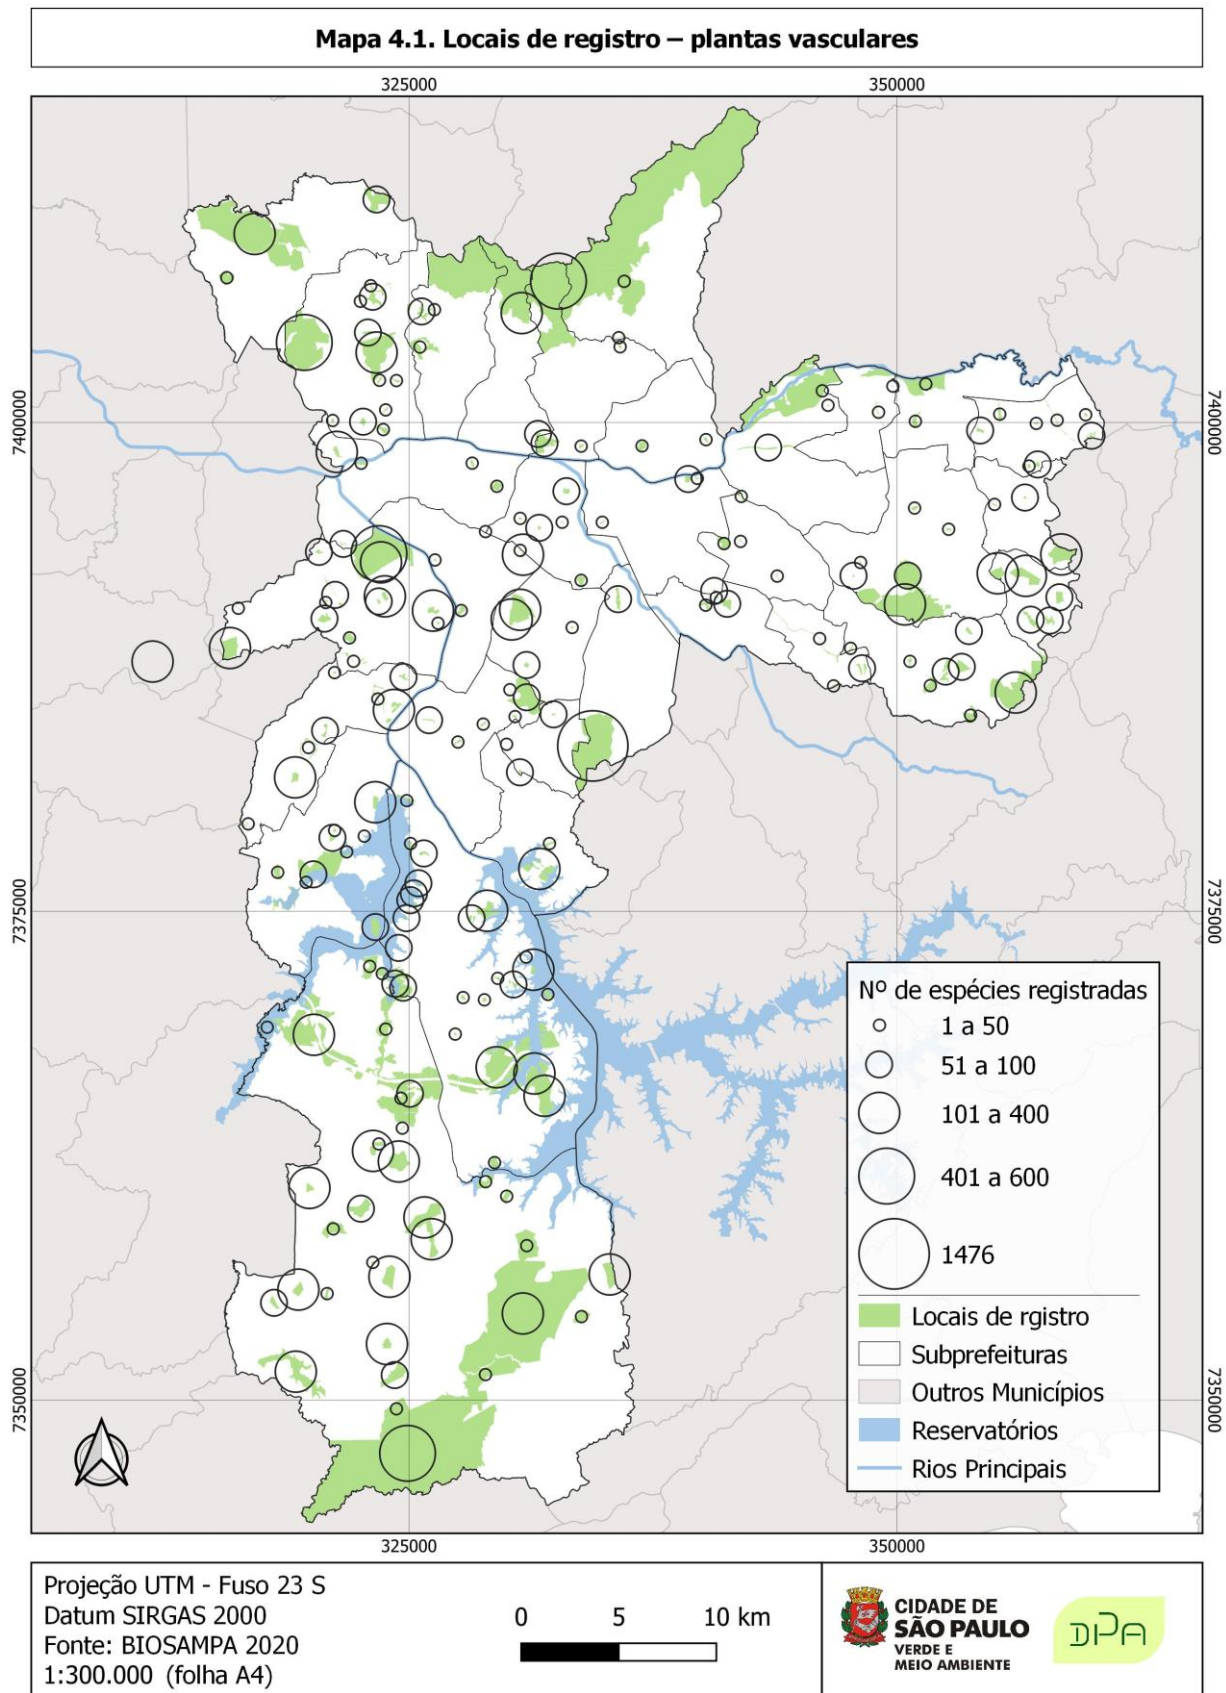 Mapa 4.1. Locais de registro – plantas vasculares
325000
350000
7400000
7400000
7375000
7375000
7350000
7350000
Nº de espécies registradas
1 a 50
51 a 100
101 a 400
401 a 600
1476
Locais de rgistro
Subprefeituras
Outros Municípios
Reservatórios
Rios Principais
325000
350000
Projeção UTM - Fuso 23 S
Datum SIRGAS 2000
Fonte: BIOSAMPA 2020
1:300.000 (folha A4)
0 5 10 km
CIDADE DE
SÃO PAULO
VERDE E
MEIO AMBIENTE
DPA